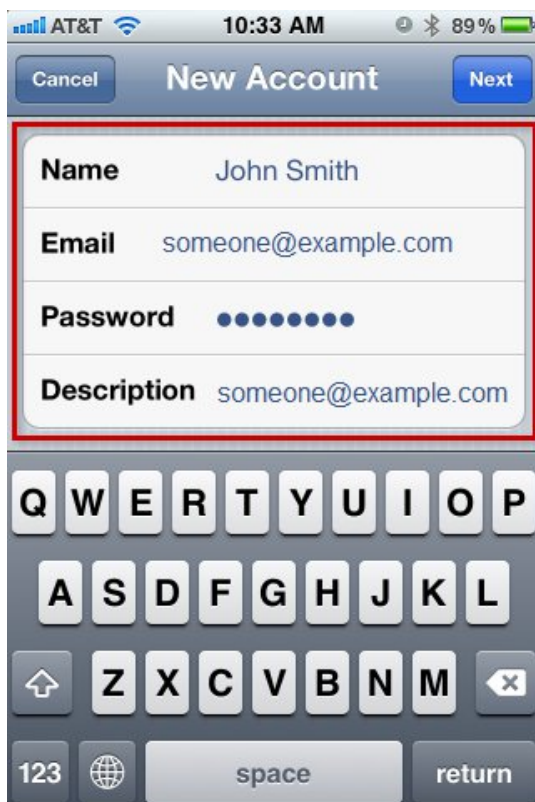 AT&T 10:33 AM 89%
Cancel New Account Next
Name John Smith
Email someone@example.com
Password ●●●●●●●●
Description someone@example.com
Q W E R T Y U I O P
A S D F G H J K L
Z X C V B N M
123 space return